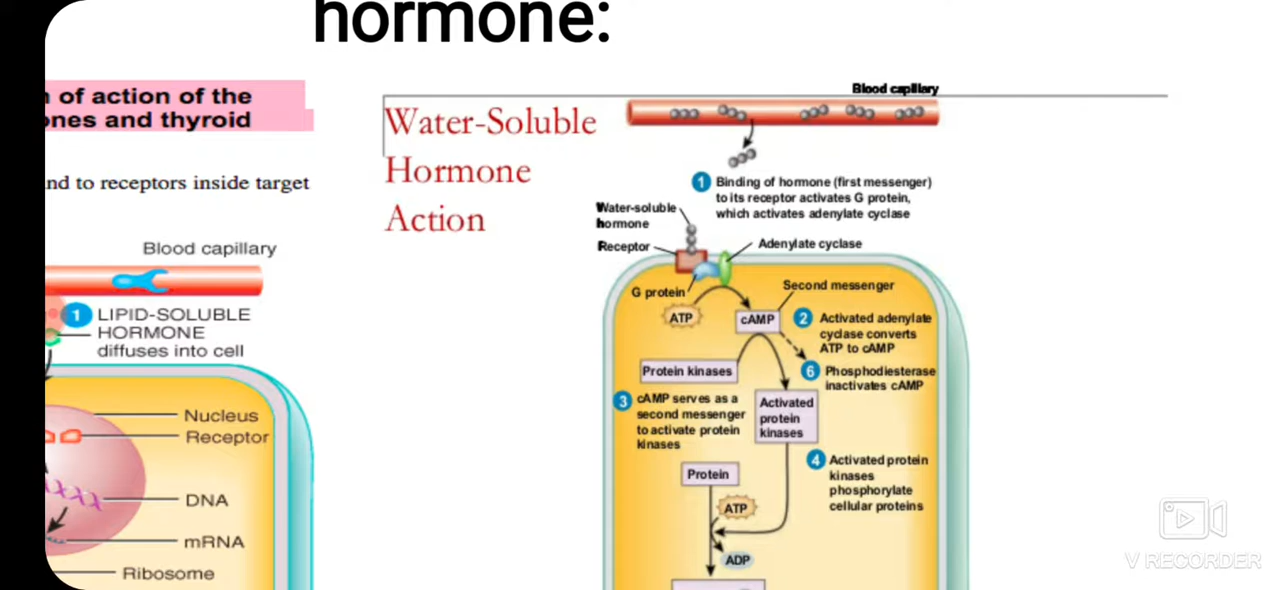 hormone:
n of action of the
ones and thyroid
nd to receptors inside target
Blood capillary
1 LIPID-SOLUBLE
HORMONE
diffuses into cell
Nucleus
Receptor
DNA
mRNA
Ribosome
Water-Soluble
Hormone
Action
Blood capillary
1 Binding of hormone (first messenger)
to its receptor activates G protein,
which activates adenylate cyclase
Water-soluble
hormone
Receptor
Adenylate cyclase
G protein
Second messenger
ATP
cAMP
2 Activated adenylate
cyclase converts
ATP to cAMP
Protein kinases
6 Phosphodiesterase
inactivates cAMP
3 cAMP serves as a
second messenger
to activate protein
kinases
Activated
protein
kinases
4 Activated protein
kinases
phosphorylate
cellular proteins
Protein
ATP
ADP
V RECORDER